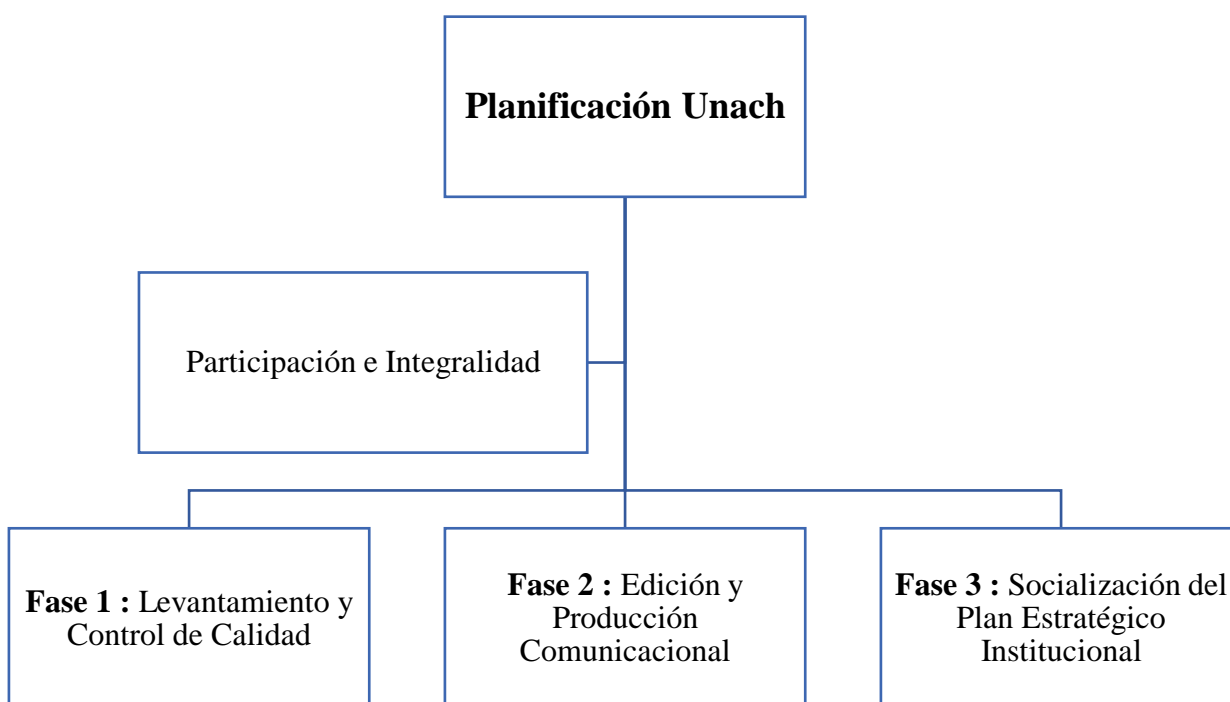 Planificación Unach
Participación e Integralidad
Fase 1 : Levantamiento y
Control de Calidad
Fase 2 : Edición y
Producción
Comunicacional
Fase 3 : Socialización del
Plan Estratégico
Institucional